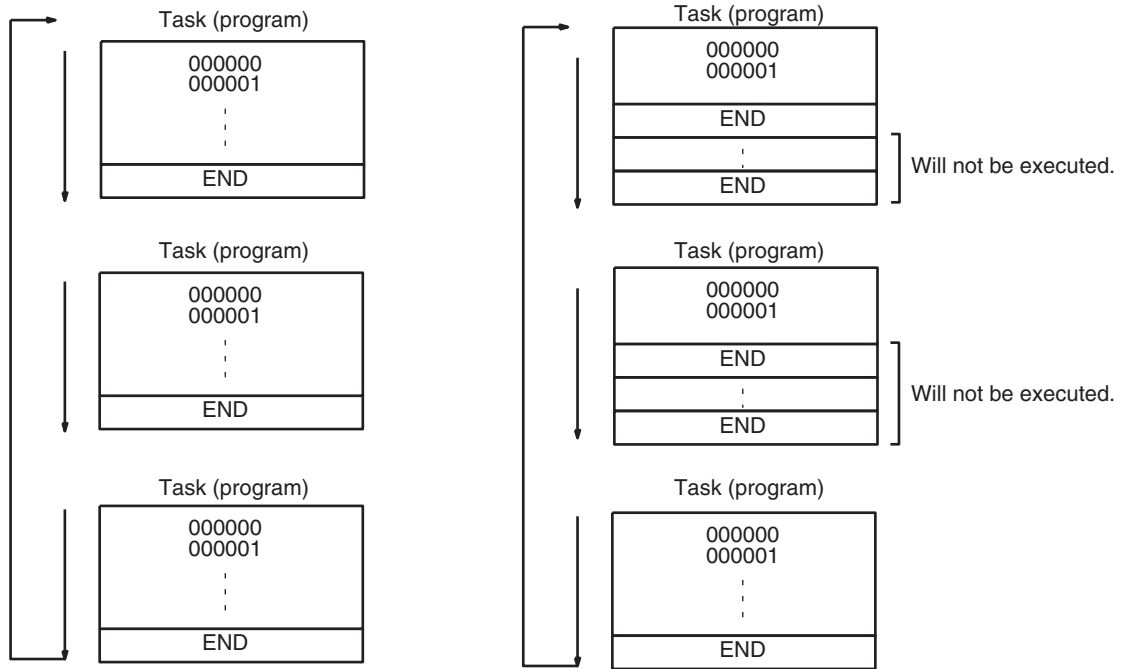 Task (program)
000000
000001
END
Task (program)
000000
000001
END
Task (program)
000000
000001
END
Task (program)
000000
000001
END
END
Will not be executed.
Task (program)
000000
000001
END
END
Will not be executed.
Task (program)
000000
000001
END